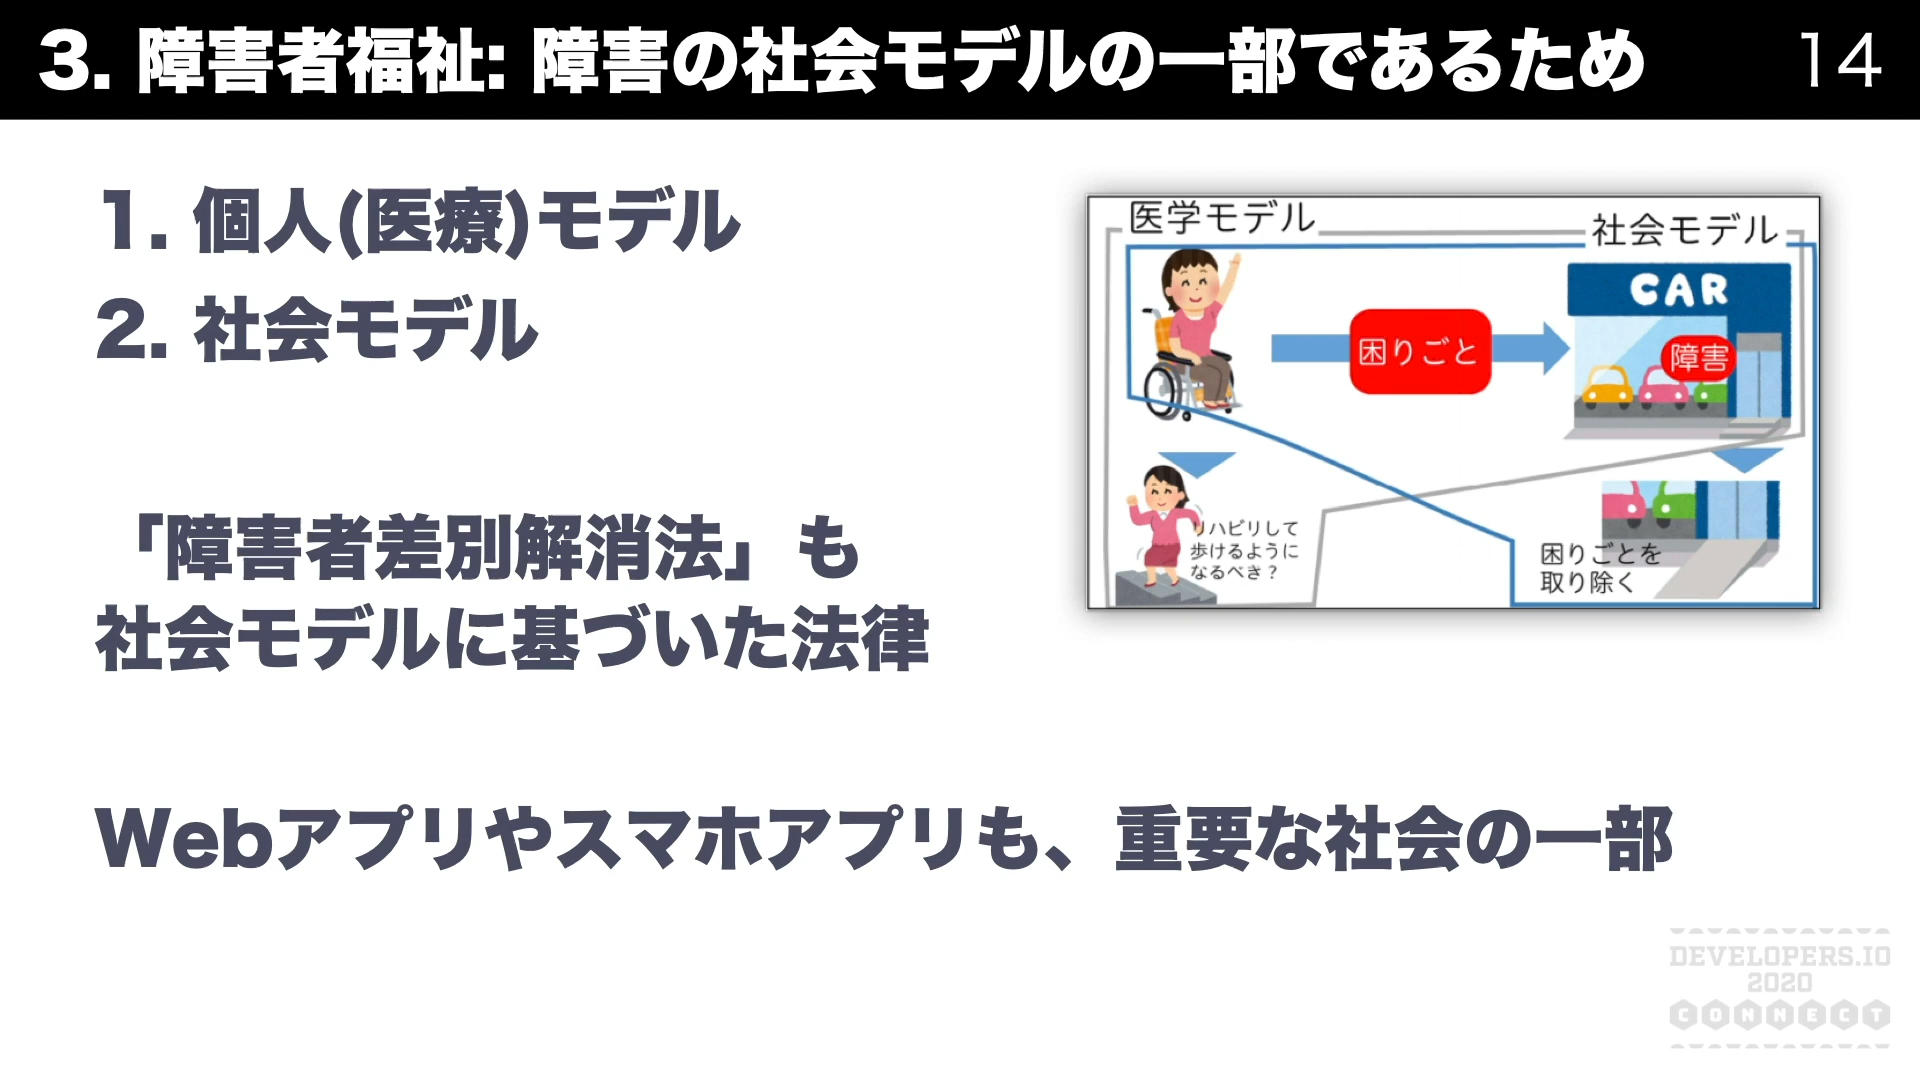 3. 障害者福祉: 障害の社会モデルの一部であるため
14
1. 個人(医療)モデル
2. 社会モデル
「障害者差別解消法」も
社会モデルに基づいた法律
Webアプリやスマホアプリも、重要な社会の一部
医学モデル
社会モデル
CAR
困りごと
障害
リハビリして
歩けるように
なるべき？
困りごとを
取り除く
DEVELOPERS.IO
2020
CONNECT